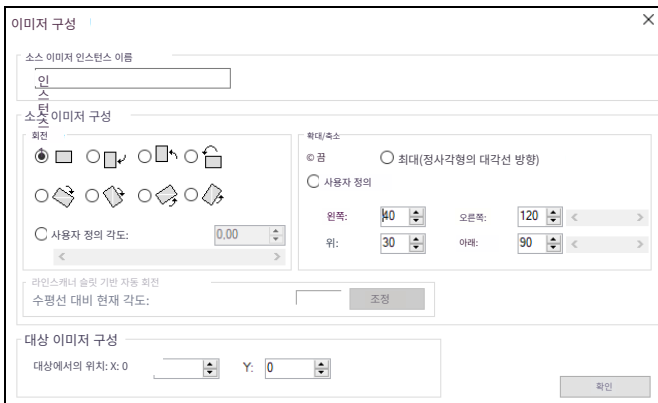 이미저 구성
소스 이미저 인스턴스 이름
인스턴스
소스 이미저 구성
회전
사용자 정의 각도: 0,00
확대/축소
© 끔 최대(정사각형의 대각선 방향)
사용자 정의
왼쪽: 40 오른쪽: 120
위: 30 아래: 90
라인스캐너 슬릿 기반 자동 회전
수평선 대비 현재 각도: 조정
대상 이미저 구성
대상에서의 위치: X: 0 Y: 0
확인